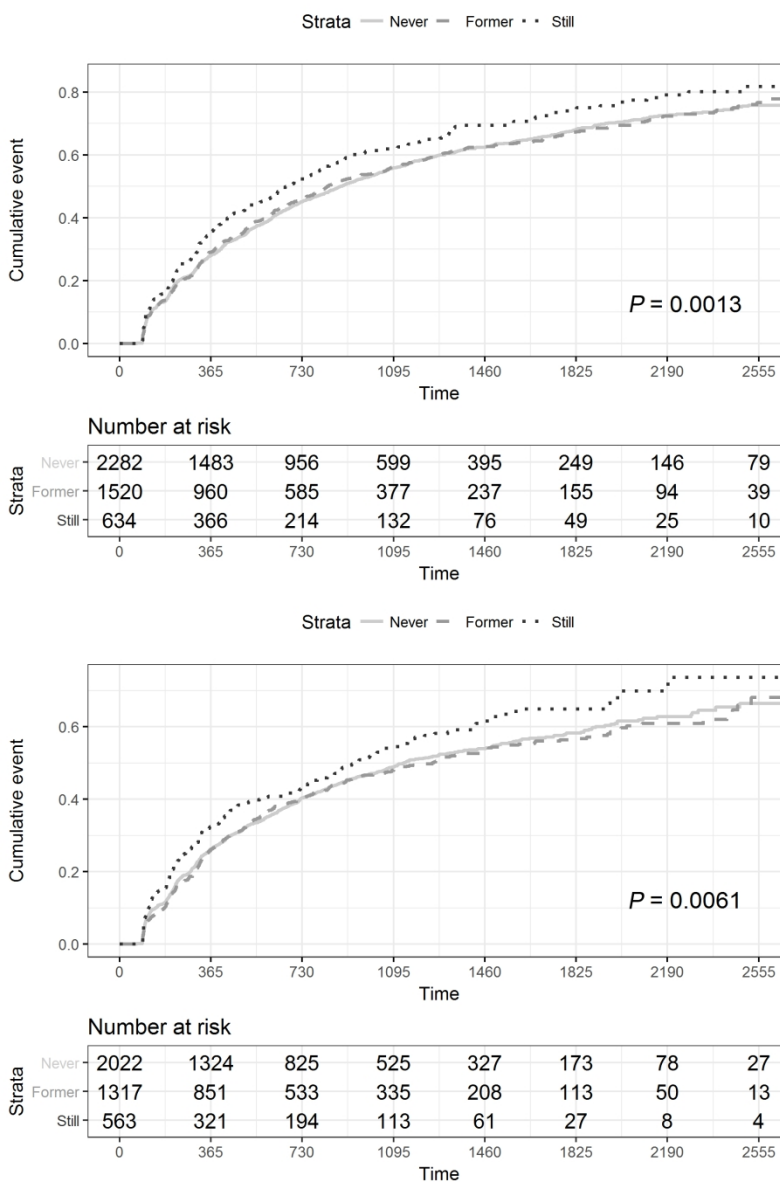 Strata Never Former Still
Cumulative event
0.8
0.6
0.4
0.2
0.0
P = 0.0013
0 365 730 1095 1460 1825 2190 2555
Time
Number at risk
Strata
Never 2282 1483 956 599 395 249 146 79
Former 1520 960 585 377 237 155 94 39
Still 634 366 214 132 76 49 25 10
0 365 730 1095 1460 1825 2190 2555
Time
Strata Never Former Still
Cumulative event
0.6
0.4
0.2
0.0
P = 0.0061
0 365 730 1095 1460 1825 2190 2555
Time
Number at risk
Strata
Never 2022 1324 825 525 327 173 78 27
Former 1317 851 533 335 208 113 50 13
Still 563 321 194 113 61 27 8 4
0 365 730 1095 1460 1825 2190 2555
Time